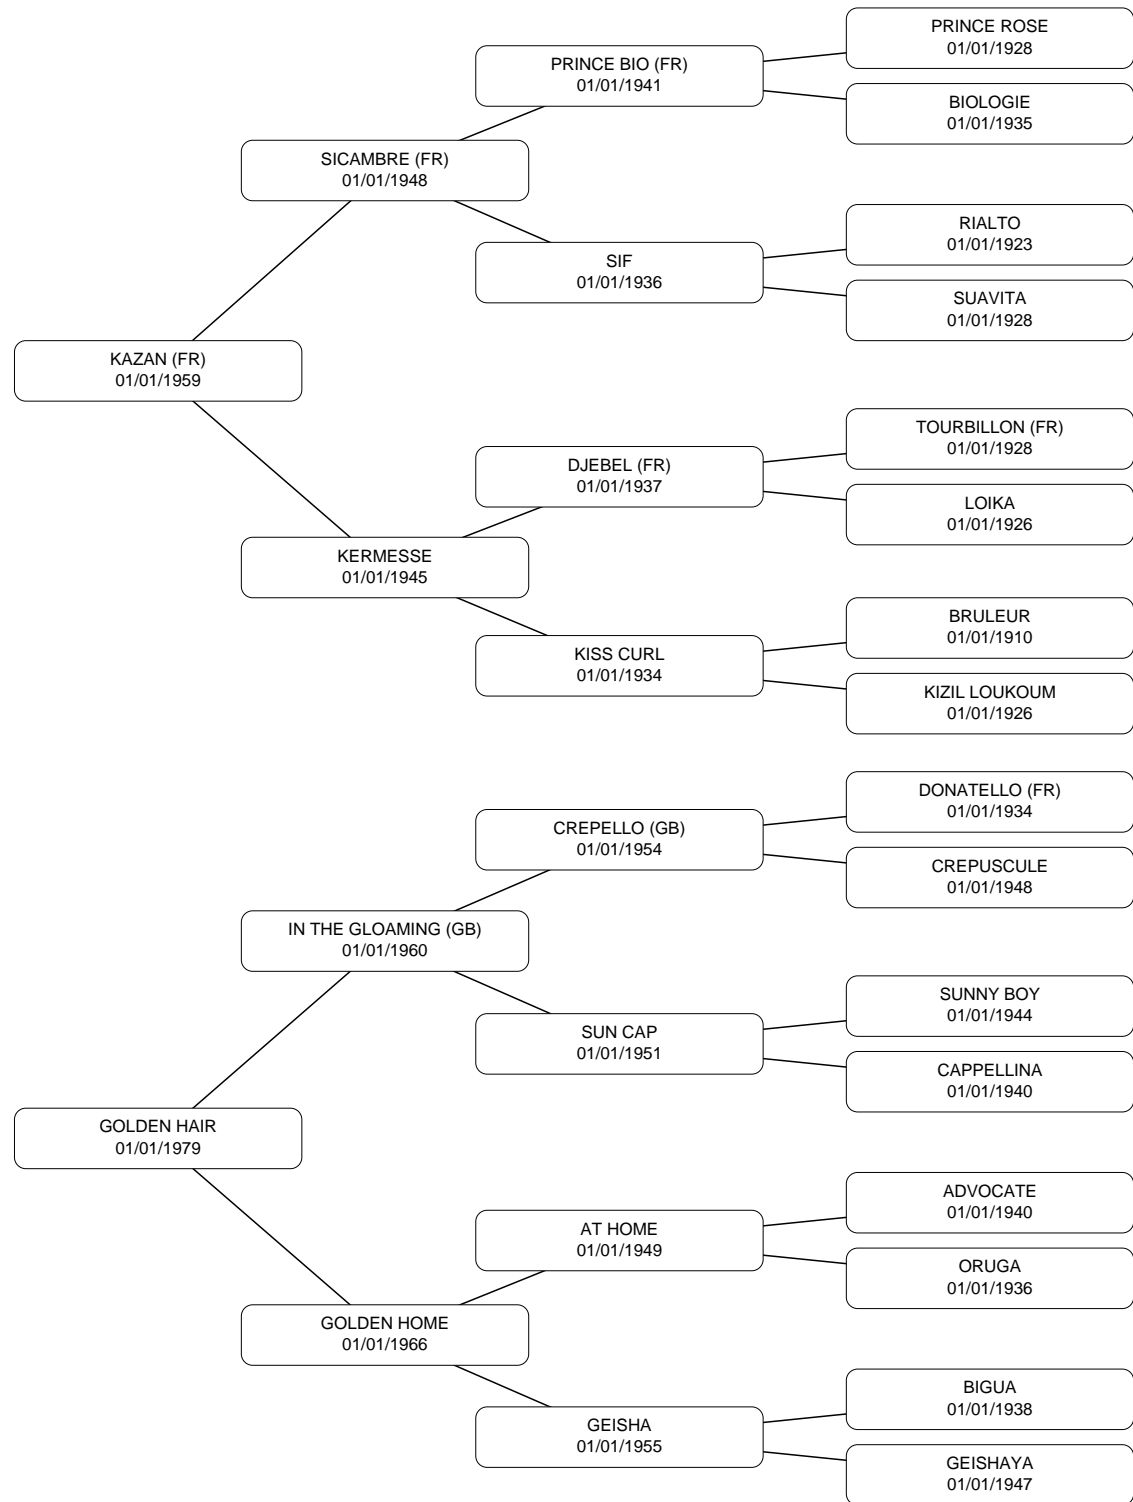 PRINCE ROSE
01/01/1928
PRINCE BIO (FR)
01/01/1941
BIOLOGIE
01/01/1935
SICAMBRE (FR)
01/01/1948
RIALTO
01/01/1923
SIF
01/01/1936
SUAVITA
01/01/1928
KAZAN (FR)
01/01/1959
TOURBILLON (FR)
01/01/1928
DJEBEL (FR)
01/01/1937
LOIKA
01/01/1926
KERMESSE
01/01/1945
BRULEUR
01/01/1910
KISS CURL
01/01/1934
KIZIL LOUKOUM
01/01/1926
DONATELLO (FR)
01/01/1934
CREPELLO (GB)
01/01/1954
CREPUSCULE
01/01/1948
IN THE GLOAMING (GB)
01/01/1960
SUNNY BOY
01/01/1944
SUN CAP
01/01/1951
CAPPELLINA
01/01/1940
GOLDEN HAIR
01/01/1979
ADVOCATE
01/01/1940
AT HOME
01/01/1949
ORUGA
01/01/1936
GOLDEN HOME
01/01/1966
BIGUA
01/01/1938
GEISHA
01/01/1955
GEISHAYA
01/01/1947